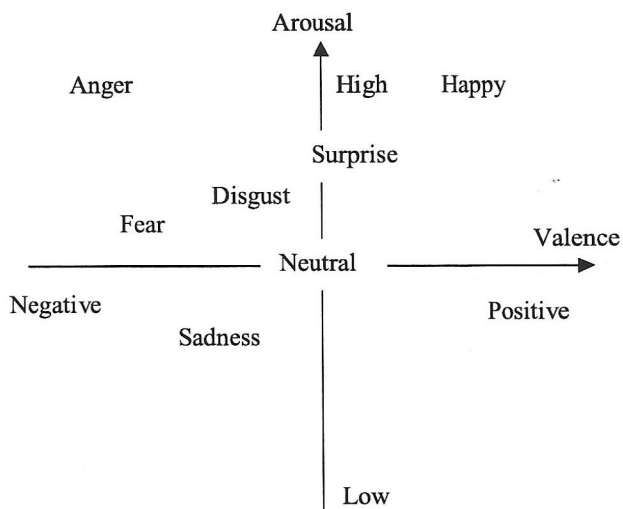 Arousal
Anger High Happy
Surprise
Disgust
Fear
Valence
Neutral
Negative
Positive
Sadness
Low